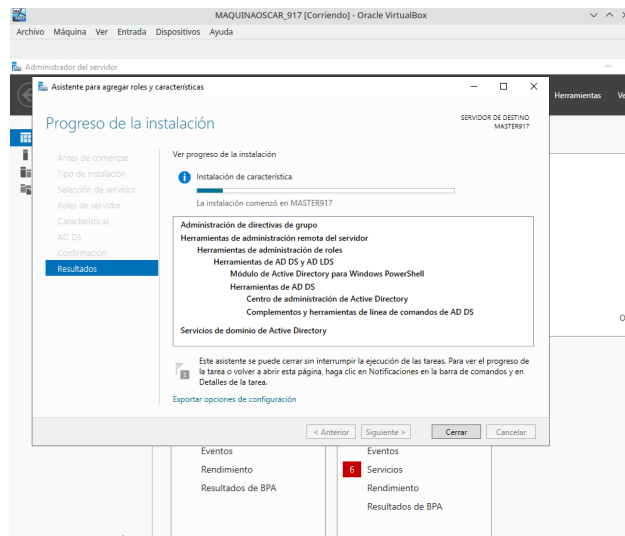 MAQUINAOSCAR_917 [Corriendo] - Oracle VirtualBox
Archivo Máquina Ver Entrada Dispositivos Ayuda
Administrador del servidor
Asistente para agregar roles y características
Herramientas
Progreso de la instalación
SERVIDOR DE DESTINO
MASTER917
Antes de comenzar
Tipo de instalación
Selección de servidor
Roles de servidor
Características
AD DS
Confirmación
Resultados
Ver progreso de la instalación
Instalación de característica
La instalación comenzó en MASTER917
Administración de directivas de grupo
Herramientas de administración remota del servidor
Herramientas de administración de roles
Herramientas de AD DS y AD LDS
Módulo de Active Directory para Windows PowerShell
Herramientas de AD DS
Centro de administración de Active Directory
Complementos y herramientas de línea de comandos de AD DS
Servicios de dominio de Active Directory
1
Este asistente se puede cerrar sin interrumpir la ejecución de las tareas. Para ver el progreso de
la tarea o volver a abrir esta página, haga clic en Notificaciones en la barra de comandos y en
Detalles de la tarea.
Exportar opciones de configuración
< Anterior Siguiente > Cerrar Cancelar
Eventos
Rendimiento
Resultados de BPA
Eventos
6 Servicios
Rendimiento
Resultados de BPA